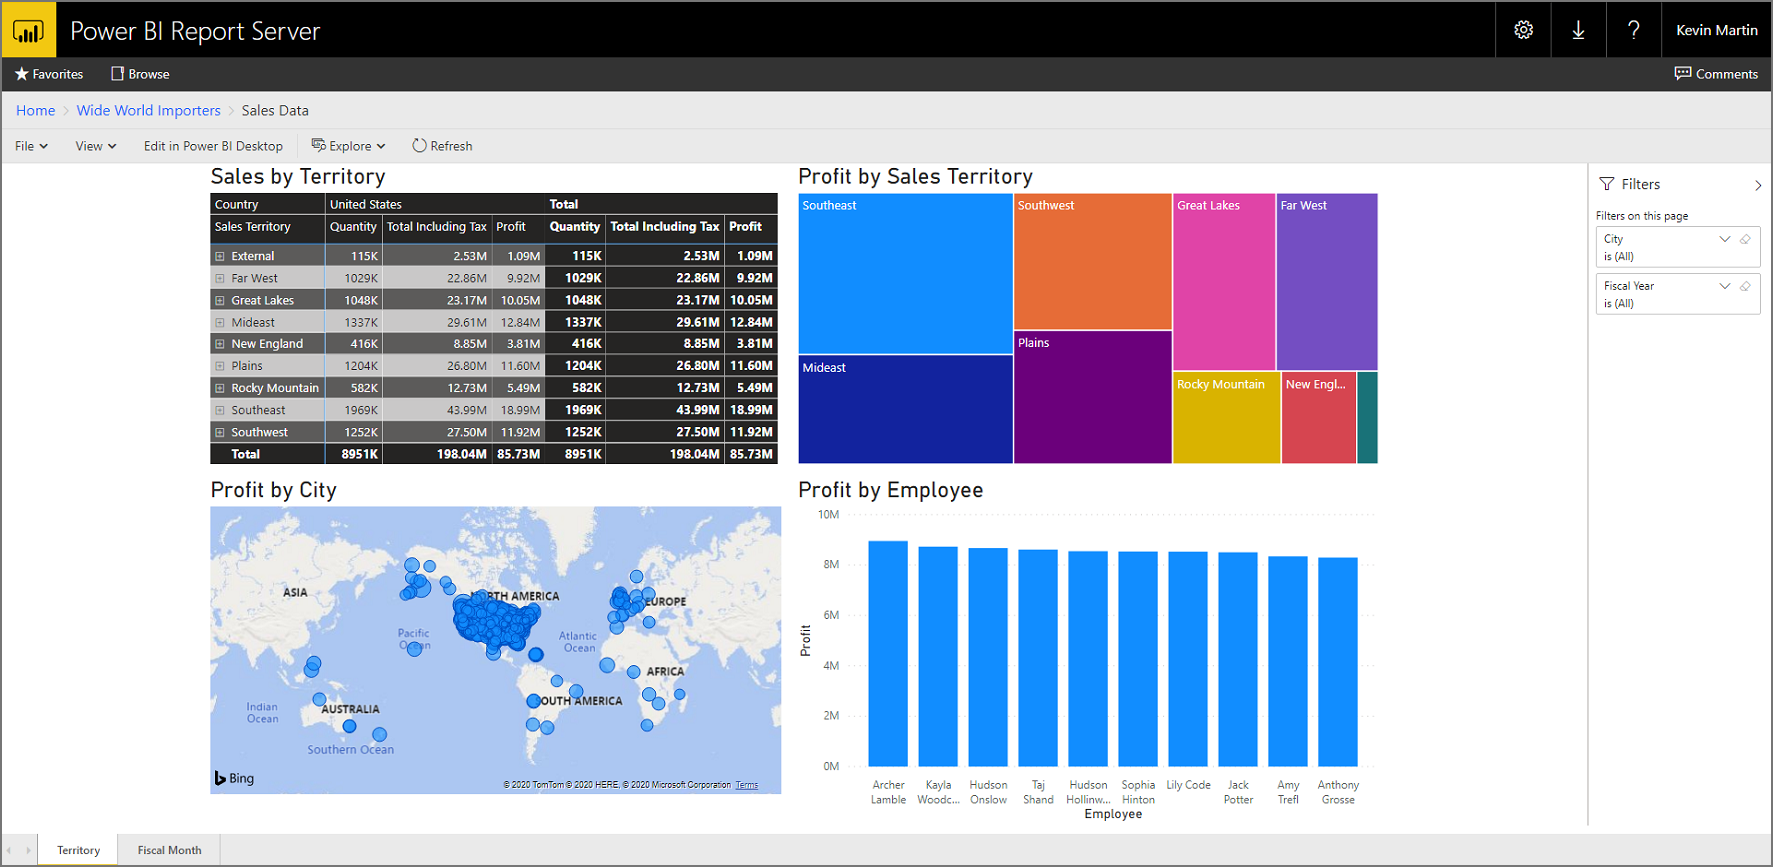 Power BI Report Server
? Kevin Martin
Favorites Browse Comments
Home > Wide World Importers > Sales Data
File View Edit in Power BI Desktop Explore Refresh
Sales by Territory
Country United States Total
Sales Territory Quantity Total Including Tax Profit Quantity Total Including Tax Profit
External 115K 2.53M 1.09M 115K 2.53M 1.09M
Far West 1029K 22.86M 9.92M 1029K 22.86M 9.92M
Great Lakes 1048K 23.17M 10.05M 1048K 23.17M 10.05M
Mideast 1337K 29.61M 12.84M 1337K 29.61M 12.84M
New England 416K 8.85M 3.81M 416K 8.85M 3.81M
Plains 1204K 26.80M 11.60M 1204K 26.80M 11.60M
Rocky Mountain 582K 12.73M 5.49M 582K 12.73M 5.49M
Southeast 1969K 43.99M 18.99M 1969K 43.99M 18.99M
Southwest 1252K 27.50M 11.92M 1252K 27.50M 11.92M
Total 8951K 198.04M 85.73M 8951K 198.04M 85.73M
Profit by Sales Territory
Southeast
Southwest
Great Lakes
Far West
Mideast
Plains
Rocky Mountain
New Engl...
Filters
Filters on this page
City
is (All)
Fiscal Year
is (All)
Profit by City
ASIA
NORTH AMERICA
EUROPE
Pacific
Ocean
Atlantic
Ocean
AFRICA
Indian
Ocean
AUSTRALIA
SOUTH AMERICA
Southern Ocean
Bing
© 2020 TomTom © 2020 HERE, © 2020 Microsoft Corporation Terms
Profit by Employee
10M
8M
6M
4M
2M
0M
Profit
Archer
Lamble
Kayla
Woodc...
Hudson
Onslow
Taj
Shand
Hudson
Hollinw...
Sophia
Hinton
Lily Code
Jack
Potter
Amy
Trefl
Anthony
Grosse
Employee
Territory Fiscal Month